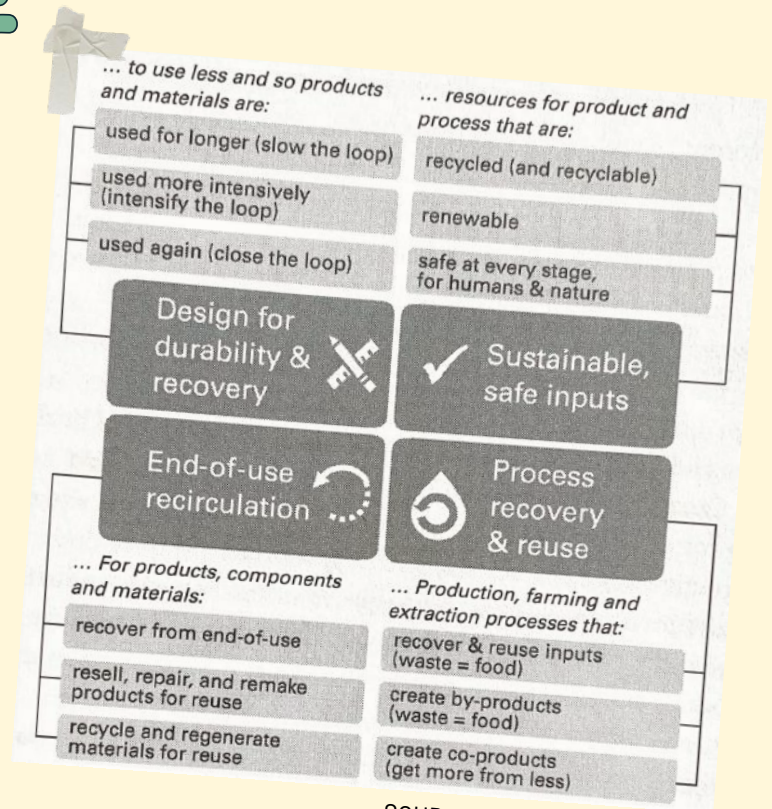 ... to use less and so products
and materials are:
used for longer (slow the loop)
used more intensively
(intensify the loop)
used again (close the loop)
... resources for product and
process that are:
recycled (and recyclable)
renewable
safe at every stage,
for humans & nature
Design for
durability &
recovery
Sustainable,
safe inputs
End-of-use
recirculation
Process
recovery
& reuse
... For products, components
and materials:
recover from end-of-use
resell, repair, and remake
products for reuse
recycle and regenerate
materials for reuse
... Production, farming and
extraction processes that:
recover & reuse inputs
(waste = food)
create by-products
(waste = food)
create co-products
(get more from less)